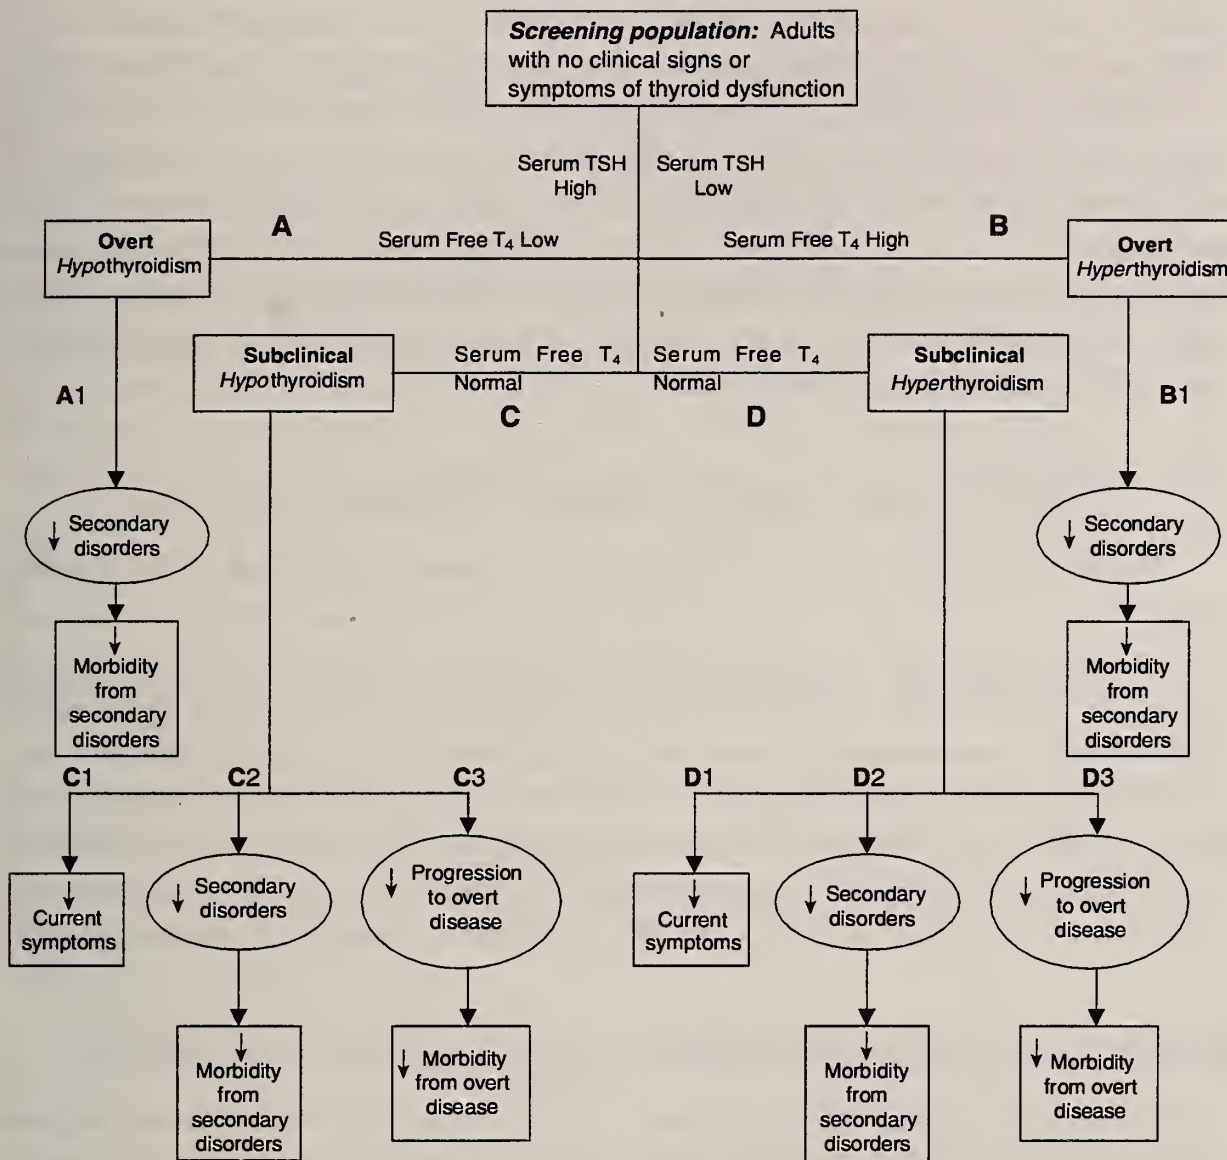 Screening population: Adults
with no clinical signs or
symptoms of thyroid dysfunction
Serum TSH
High
Serum TSH
Low
A
B
Overt
Hypothyroidism
Serum Free T₄ Low
Serum Free T₄ High
Overt
Hyperthyroidism
Subclinical
Hypothyroidism
Serum Free T₄
Normal
Serum Free T₄
Normal
Subclinical
Hyperthyroidism
A1
C
D
B1
↓ Secondary
disorders
↓ Secondary
disorders
↓
Morbidity
from
secondary
disorders
↓
Morbidity
from
secondary
disorders
C1
C2
C3
D1
D2
D3
↓
Current
symptoms
↓ Secondary
disorders
↓ Progression
to overt
disease
↓
Current
symptoms
↓ Secondary
disorders
↓ Progression
to overt
disease
↓
Morbidity
from
secondary
disorders
↓ Morbidity
from overt
disease
↓
Morbidity
from
secondary
disorders
↓ Morbidity
from overt
disease